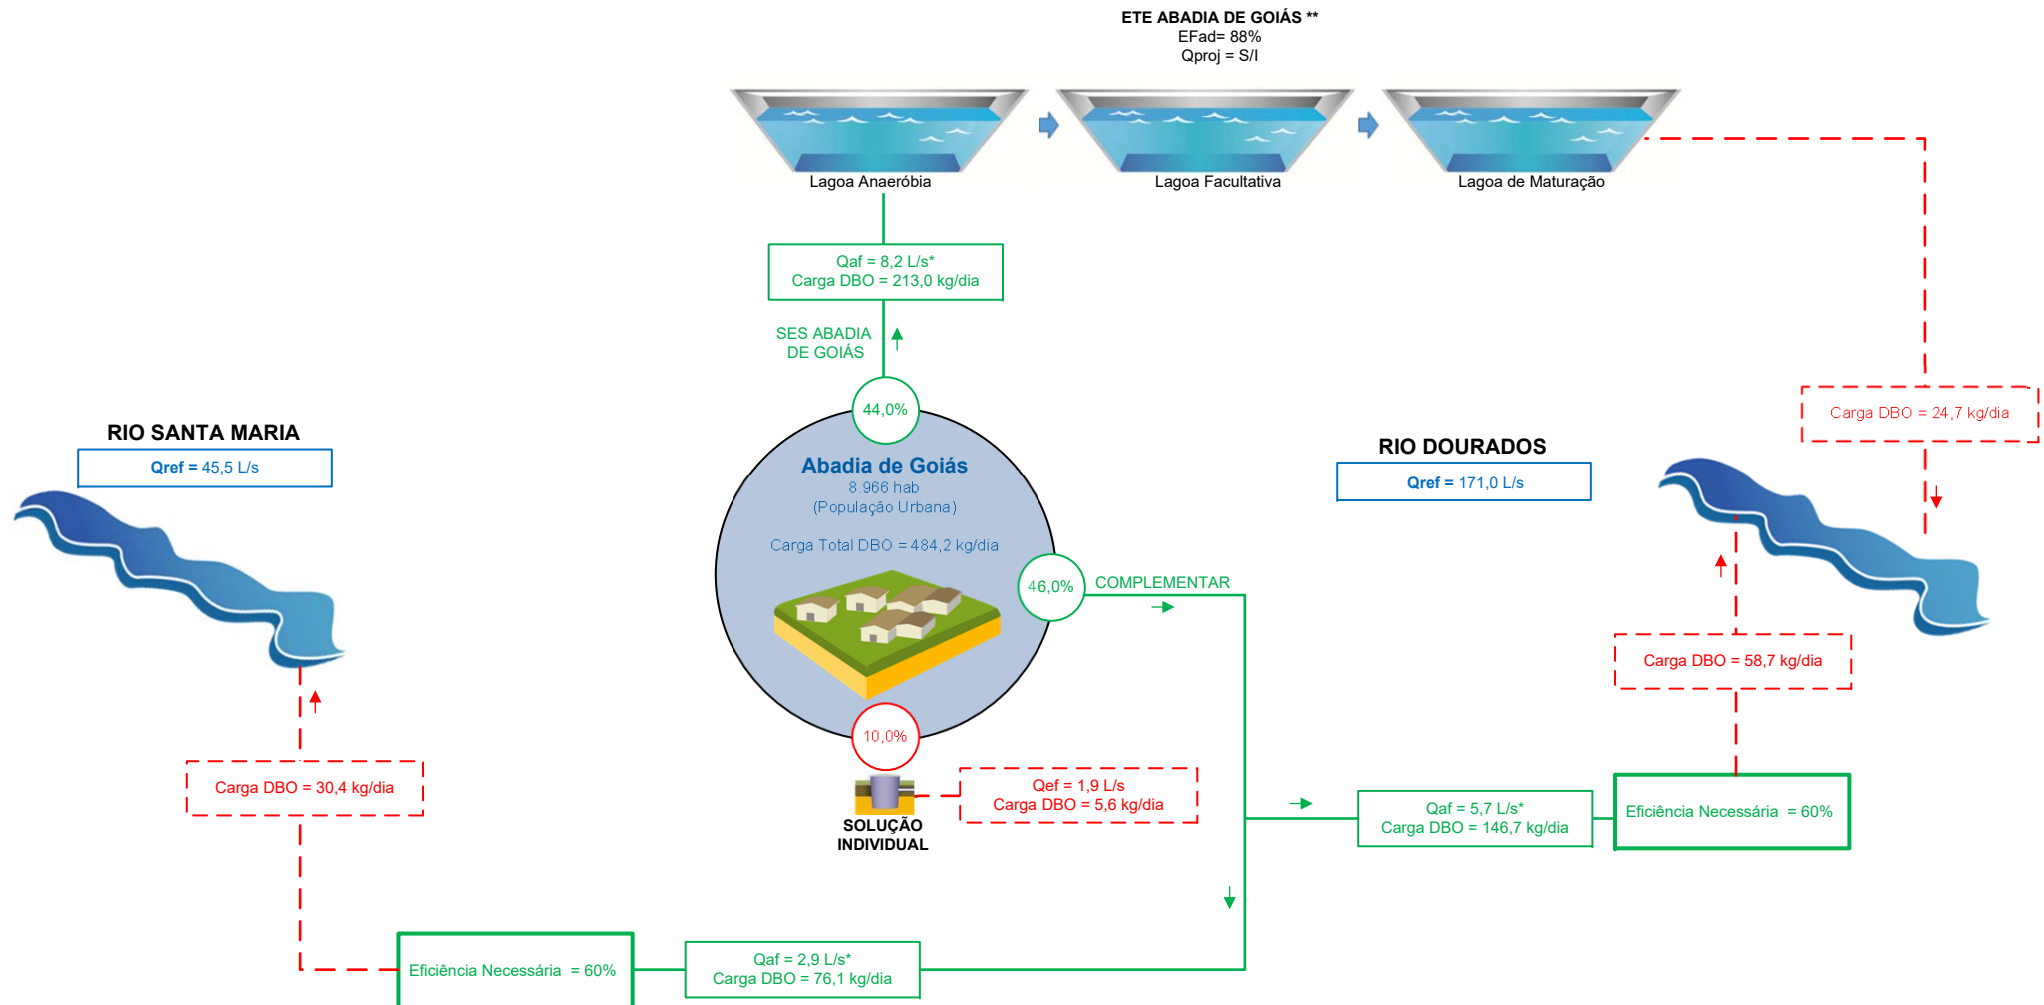 ETE ABADIA DE GOIÁS **
EFad= 88%
Qproj = S/I
Lagoa Anaeróbia
Lagoa Facultativa
Lagoa de Maturação
Qaf = 8,2 L/s*
Carga DBO = 213,0 kg/dia
SES ABADIA
DE GOIÁS
44,0%
Carga DBO = 24,7 kg/dia
RIO SANTA MARIA
Qref = 45,5 L/s
RIO DOURADOS
Qref = 171,0 L/s
Abadia de Goiás
8.966 hab
(População Urbana)
Carga Total DBO = 484,2 kg/dia
46,0%
COMPLEMENTAR
Carga DBO = 58,7 kg/dia
10,0%
Carga DBO = 30,4 kg/dia
Qef = 1,9 L/s
Carga DBO = 5,6 kg/dia
SOLUÇÃO
INDIVIDUAL
Qaf = 5,7 L/s*
Carga DBO = 146,7 kg/dia
Eficiência Necessária = 60%
Eficiência Necessária = 60%
Qaf = 2,9 L/s*
Carga DBO = 76,1 kg/dia